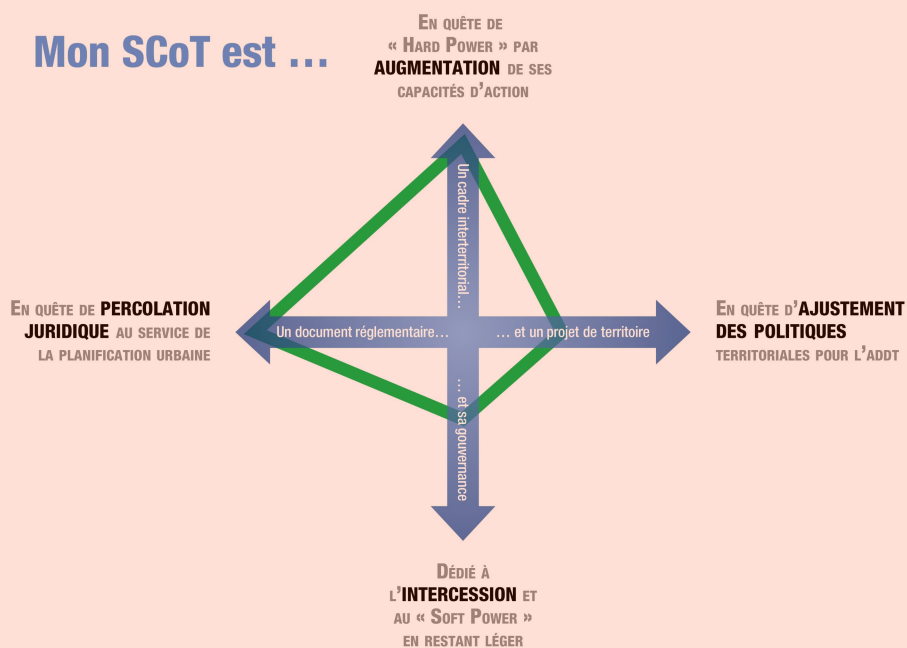 Mon SCoT est …
En quête de
« Hard Power » par
AUGMENTATION de ses
capacités d'action
Un cadre interterritorial…
En quête de PERCOLATION
JURIDIQUE au service de
la planification urbaine
Un document réglementaire…
… et un projet de territoire
En quête d'AJUSTEMENT
DES POLITIQUES
territoriales pour l'ADDT
… et sa gouvernance
Dédié à
l'INTERCESSION et
au « Soft Power »
en restant léger